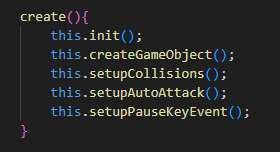 create(){
    this.init();
    this.createGameObject();
    this.setupCollisions();
    this.setupAutoAttack();
    this.setupPauseKeyEvent();
}